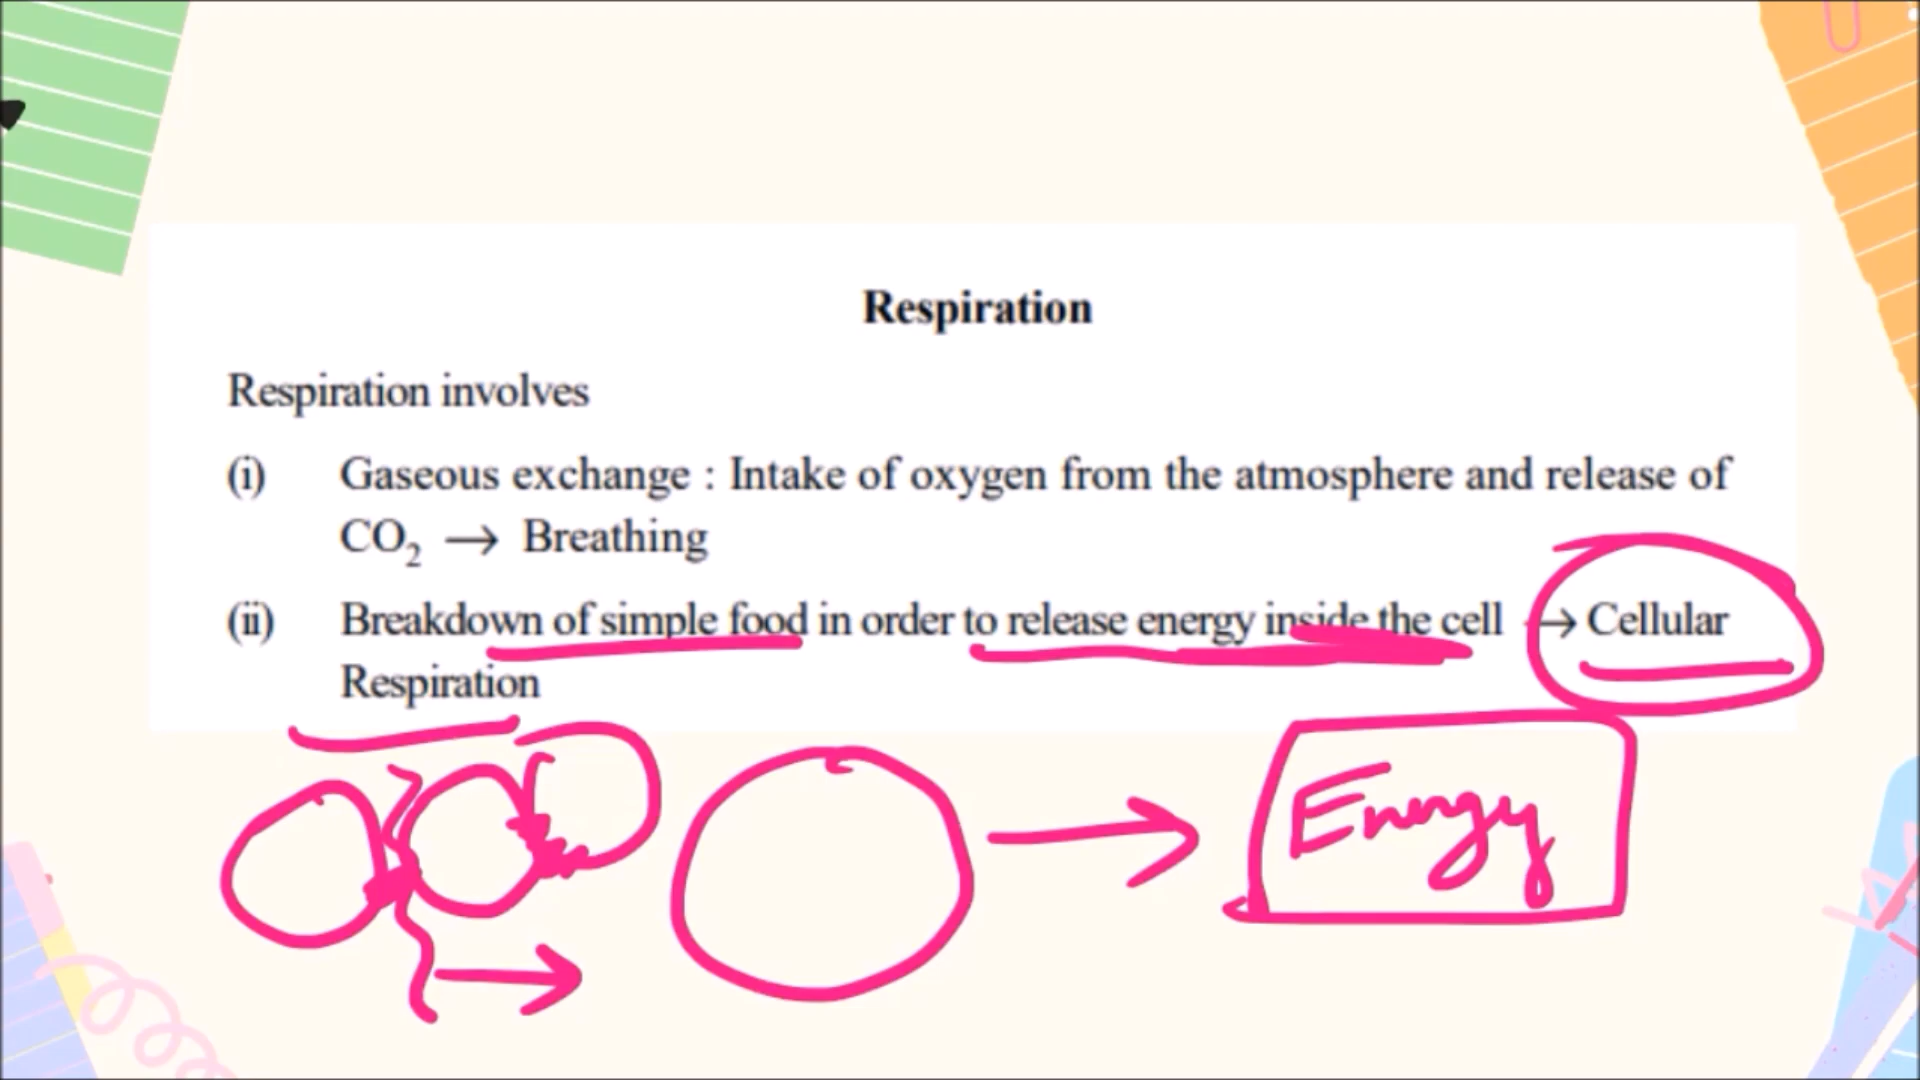 Respiration
Respiration involves
(i) Gaseous exchange : Intake of oxygen from the atmosphere and release of
CO₂ → Breathing
(ii) Breakdown of simple food in order to release energy inside the cell → Cellular
Respiration
Energy